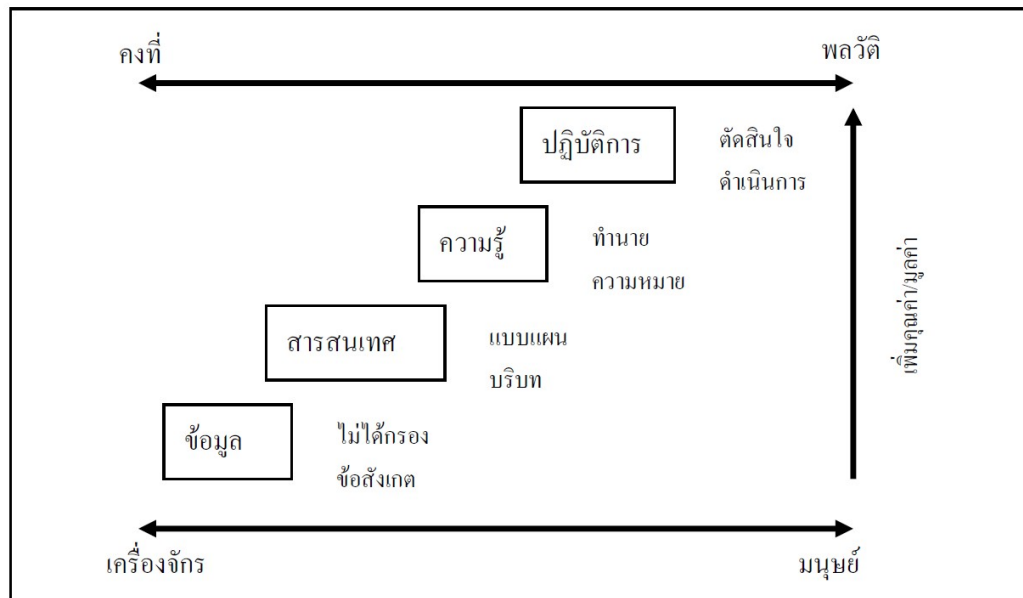 คงที่
พลวัติ
ปฏิบัติการ
ตัดสินใจ
ดำเนินการ
ความรู้
ทำนาย
ความหมาย
สารสนเทศ
แบบแผน
บริบท
ข้อมูล
ไม่ได้กรอง
ข้อสังเกต
เพิ่มคุณค่า/มูลค่า
เครื่องจักร
มนุษย์